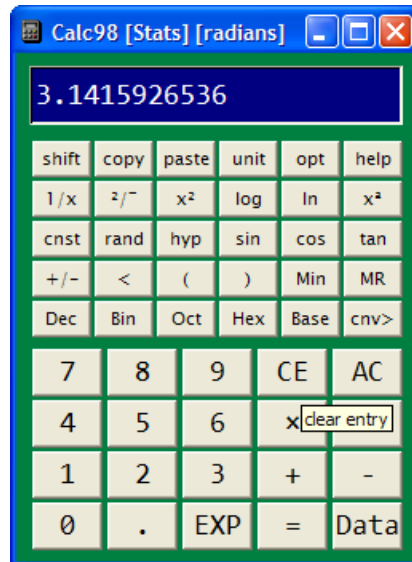 Calc98 [Stats] [radians]
3.1415926536
shift copy paste unit opt help
1/x ²/¯ x² log ln xª
cnst rand hyp sin cos tan
+/- < ( ) Min MR
Dec Bin Oct Hex Base cnv>
7 8 9 CE AC
4 5 6 ×
clear entry
1 2 3 + -
0 . EXP = Data